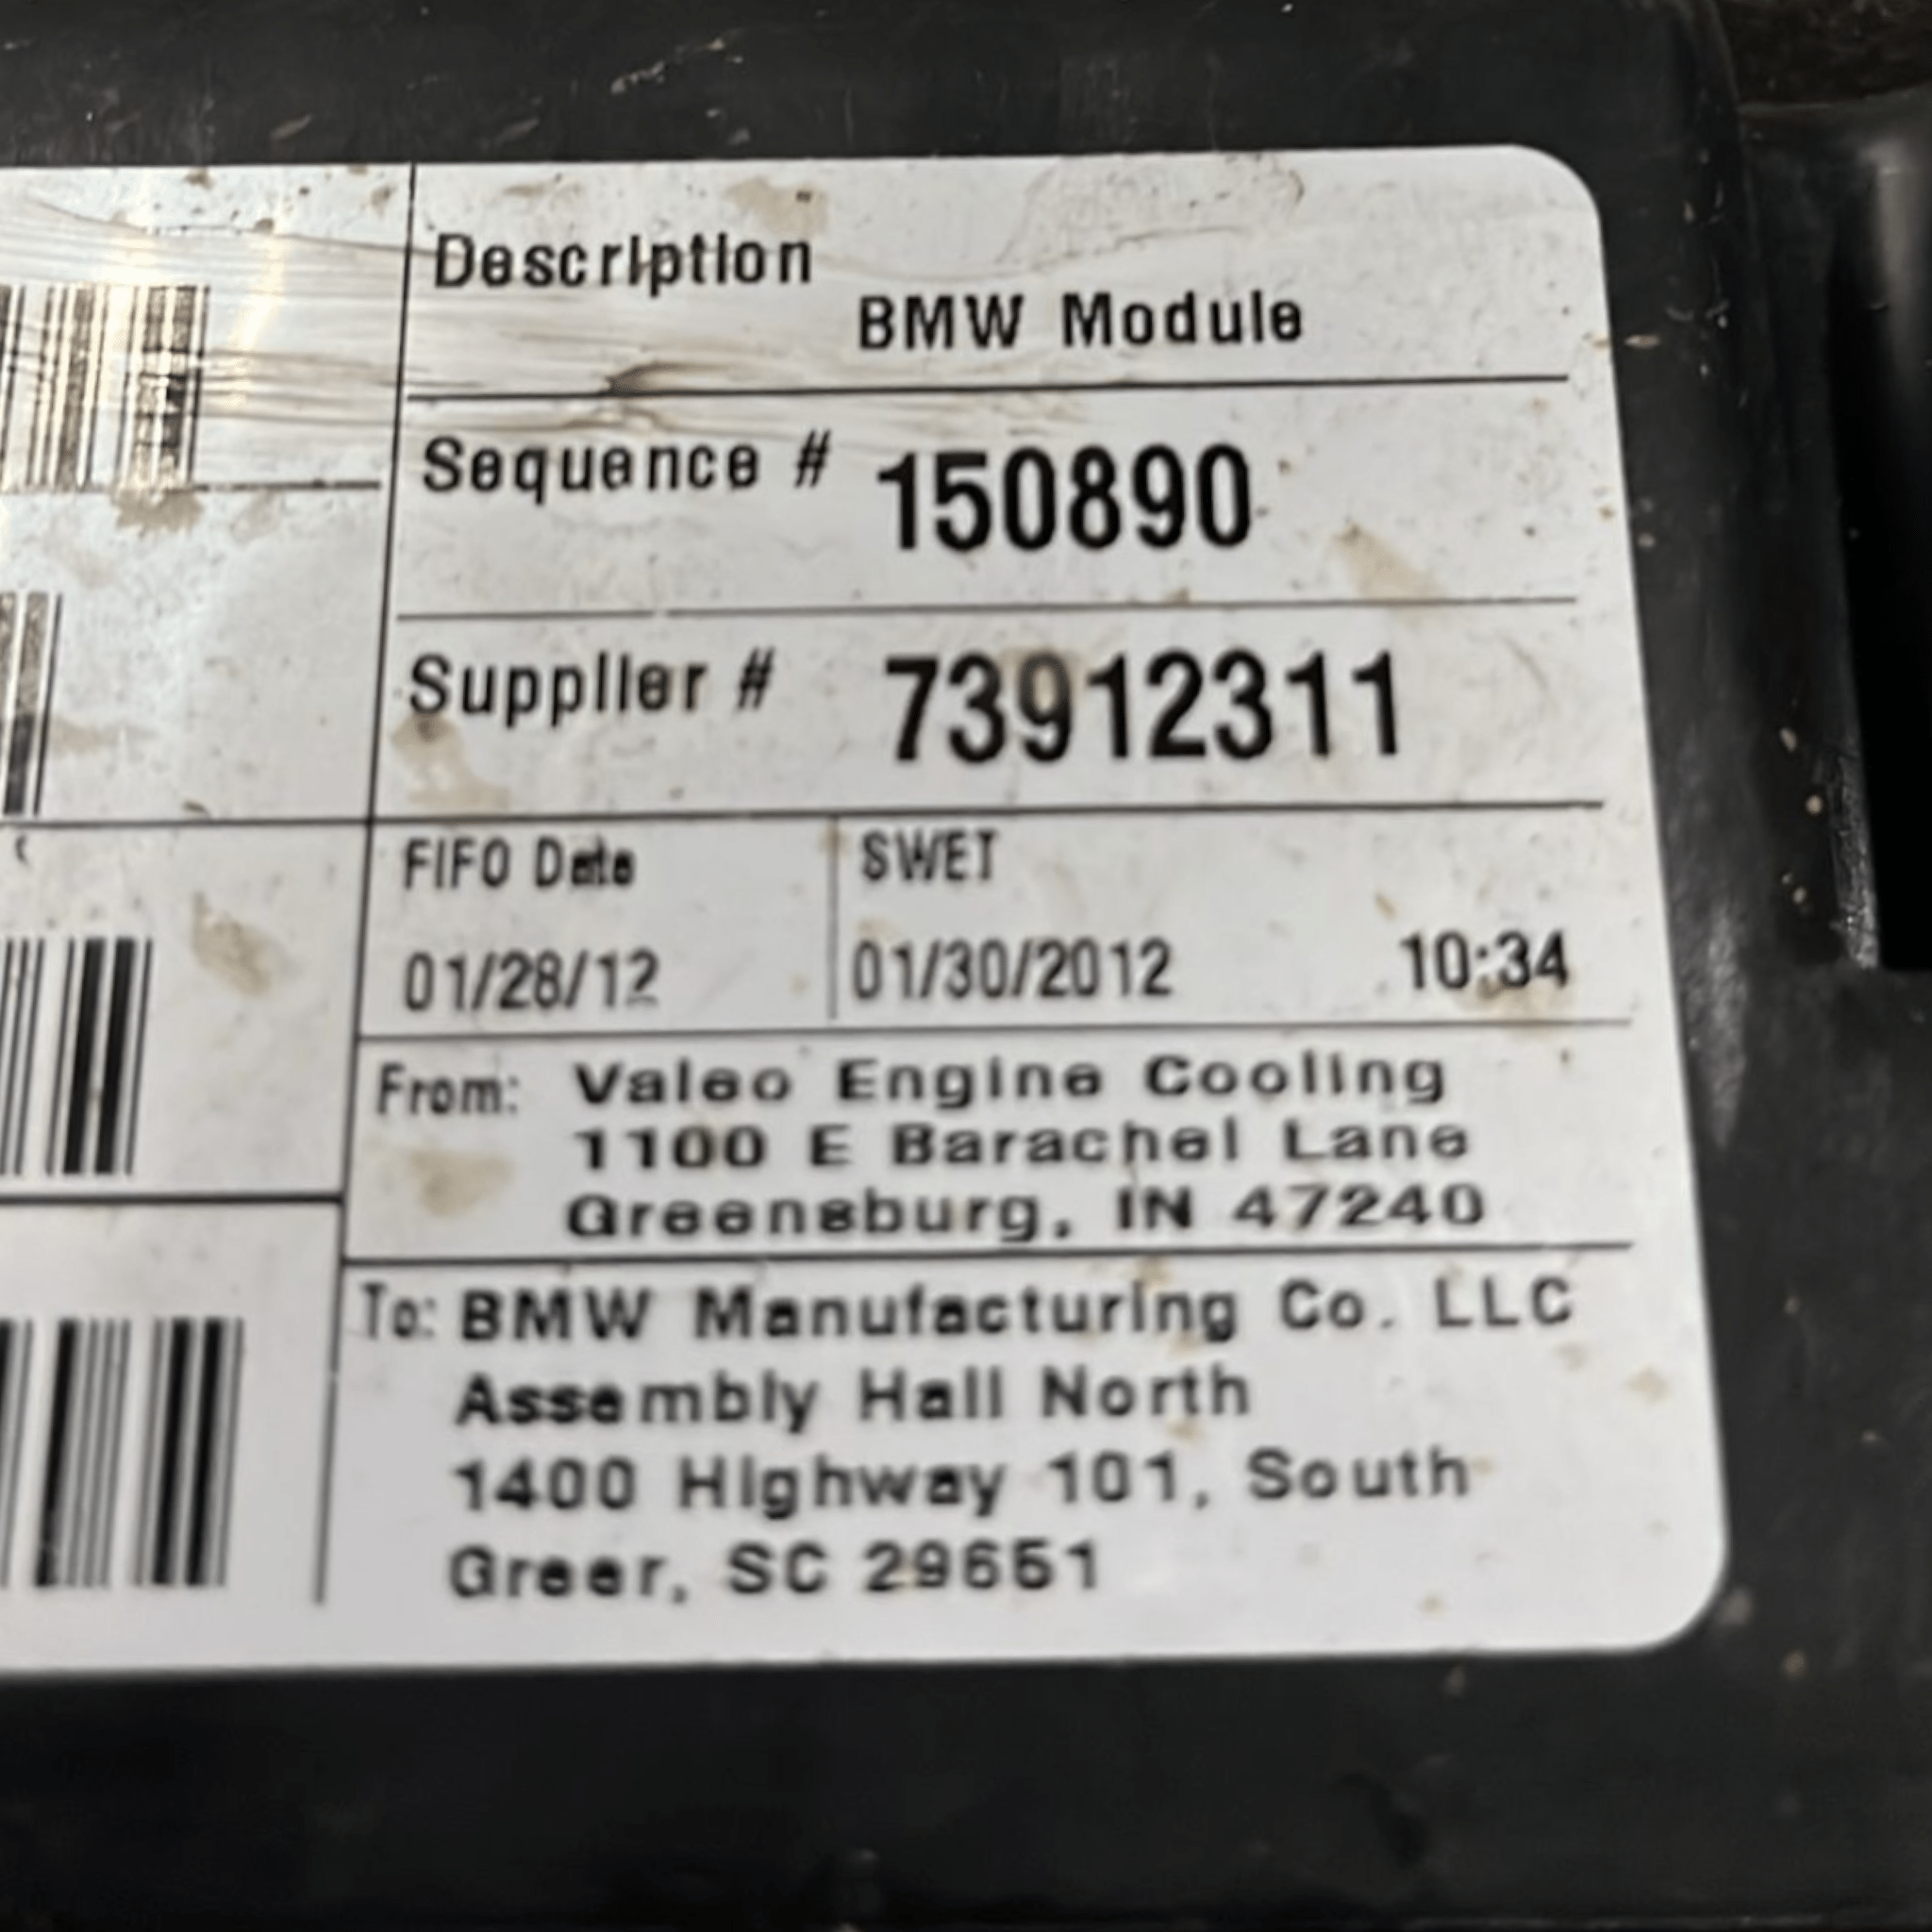 Description
BMW Module
Sequence # 150890
Supplier # 73912311
FIFO Date
SWET
01/28/12
01/30/2012 10:34
From: Valeo Engine Cooling
1100 E Barachel Lane
Greensburg, IN 47240
To: BMW Manufacturing Co. LLC
Assembly Hall North
1400 Highway 101, South
Greer, SC 29651